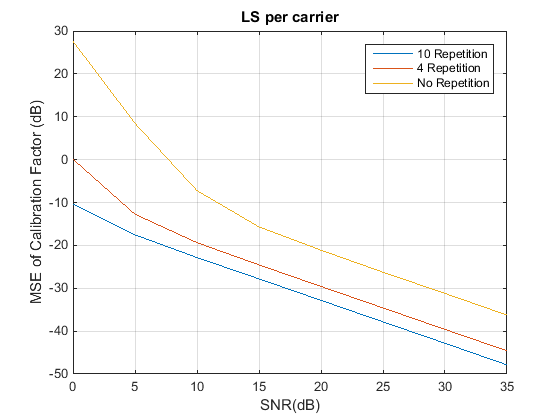 LS per carrier
30
20
10
0
-10
-20
-30
-40
-50
MSE of Calibration Factor (dB)
10 Repetition
4 Repetition
No Repetition
0 5 10 15 20 25 30 35
SNR(dB)